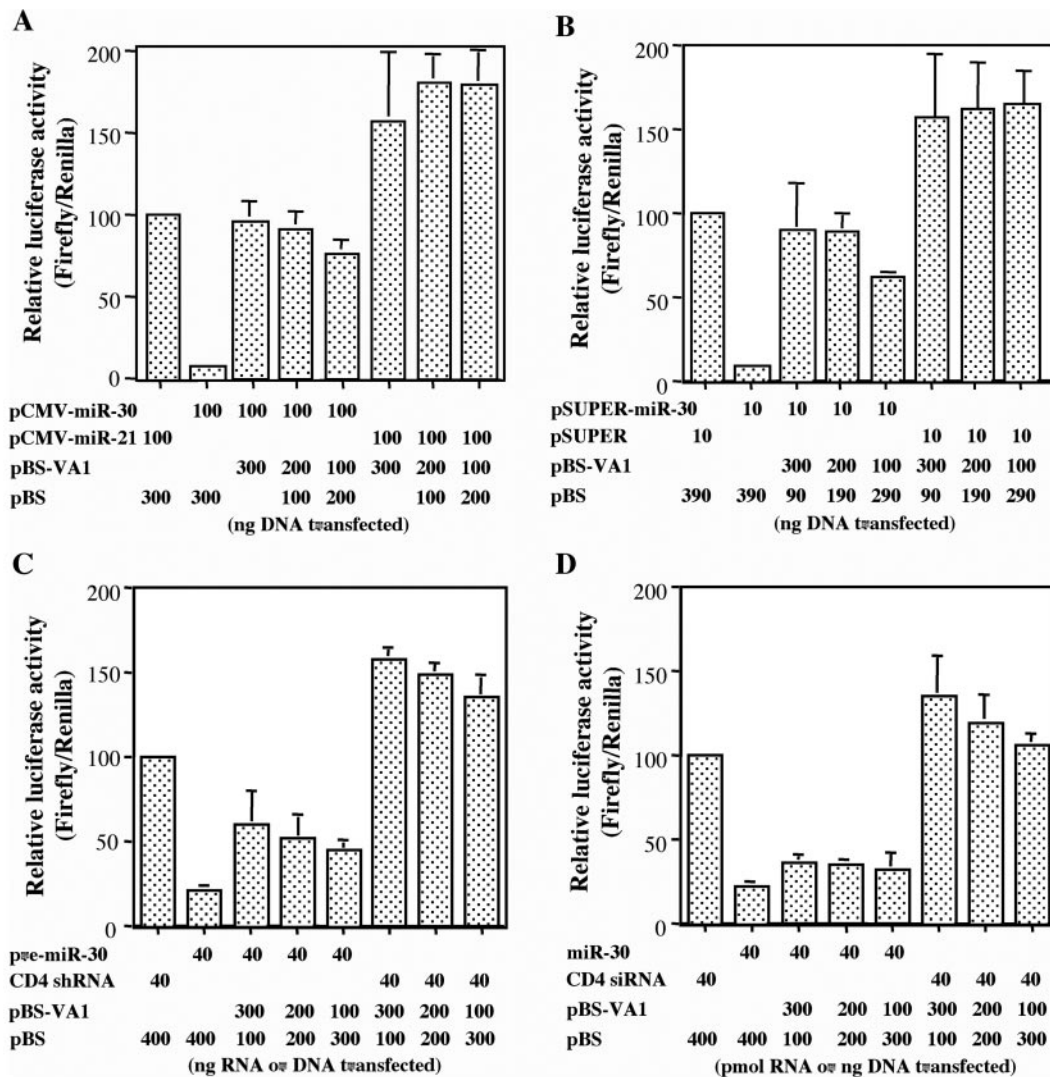 A
Relative luciferase activity
(Firefly/Renilla)
200
150
100
50
0
pCMV-miR-30 100 100 100 100
pCMV-miR-21 100 100 100 100
pBS-VA1 300 200 100 300 200 100
pBS 300 300 100 200 100 200
(ng DNA transfected)
B
Relative luciferase activity
(Firefly/Renilla)
200
150
100
50
0
pSUPER-miR-30 10 10 10 10
pSUPER 10 10 10 10
pBS-VA1 300 200 100 300 200 100
pBS 390 390 90 190 290 90 190 290
(ng DNA transfected)
C
Relative luciferase activity
(Firefly/Renilla)
200
150
100
50
0
pre-miR-30 40 40 40 40
CD4 shRNA 40 40 40 40
pBS-VA1 300 200 100 300 200 100
pBS 400 400 100 200 300 100 200 300
(ng RNA or DNA transfected)
D
Relative luciferase activity
(Firefly/Renilla)
200
150
100
50
0
miR-30 40 40 40 40
CD4 siRNA 40 40 40 40
pBS-VA1 300 200 100 300 200 100
pBS 400 400 100 200 300 100 200 300
(pmol RNA or ng DNA transfected)